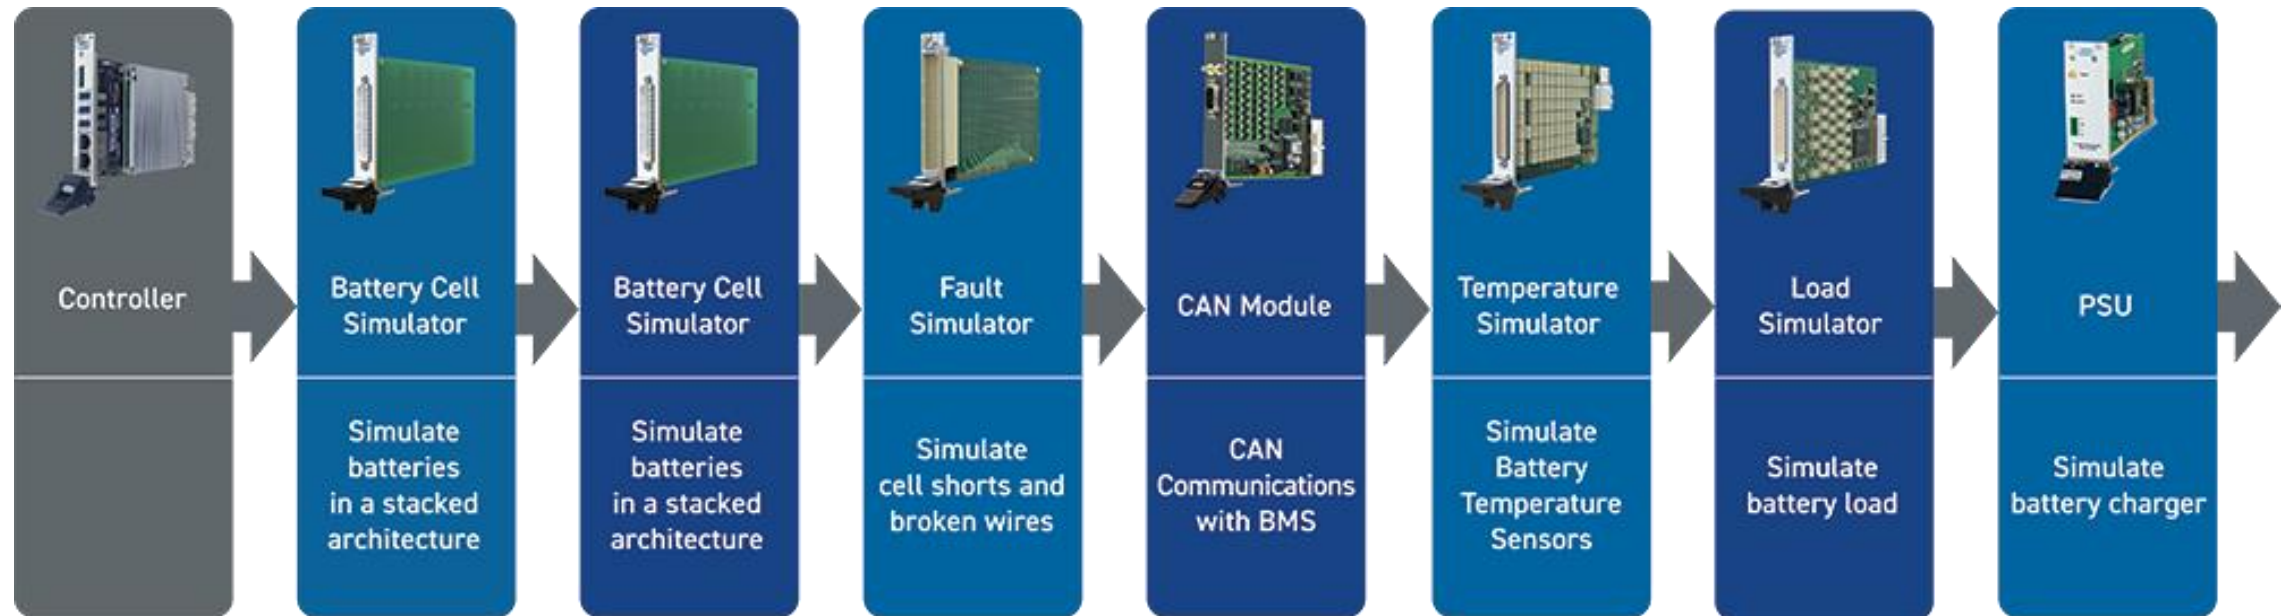 Controller
Battery Cell
Simulator
Simulate
batteries
in a stacked
architecture
Battery Cell
Simulator
Simulate
batteries
in a stacked
architecture
Fault
Simulator
Simulate
cell shorts and
broken wires
CAN Module
CAN
Communications
with BMS
Temperature
Simulator
Simulate
Battery
Temperature
Sensors
Load
Simulator
Simulate
battery load
PSU
Simulate
battery charger